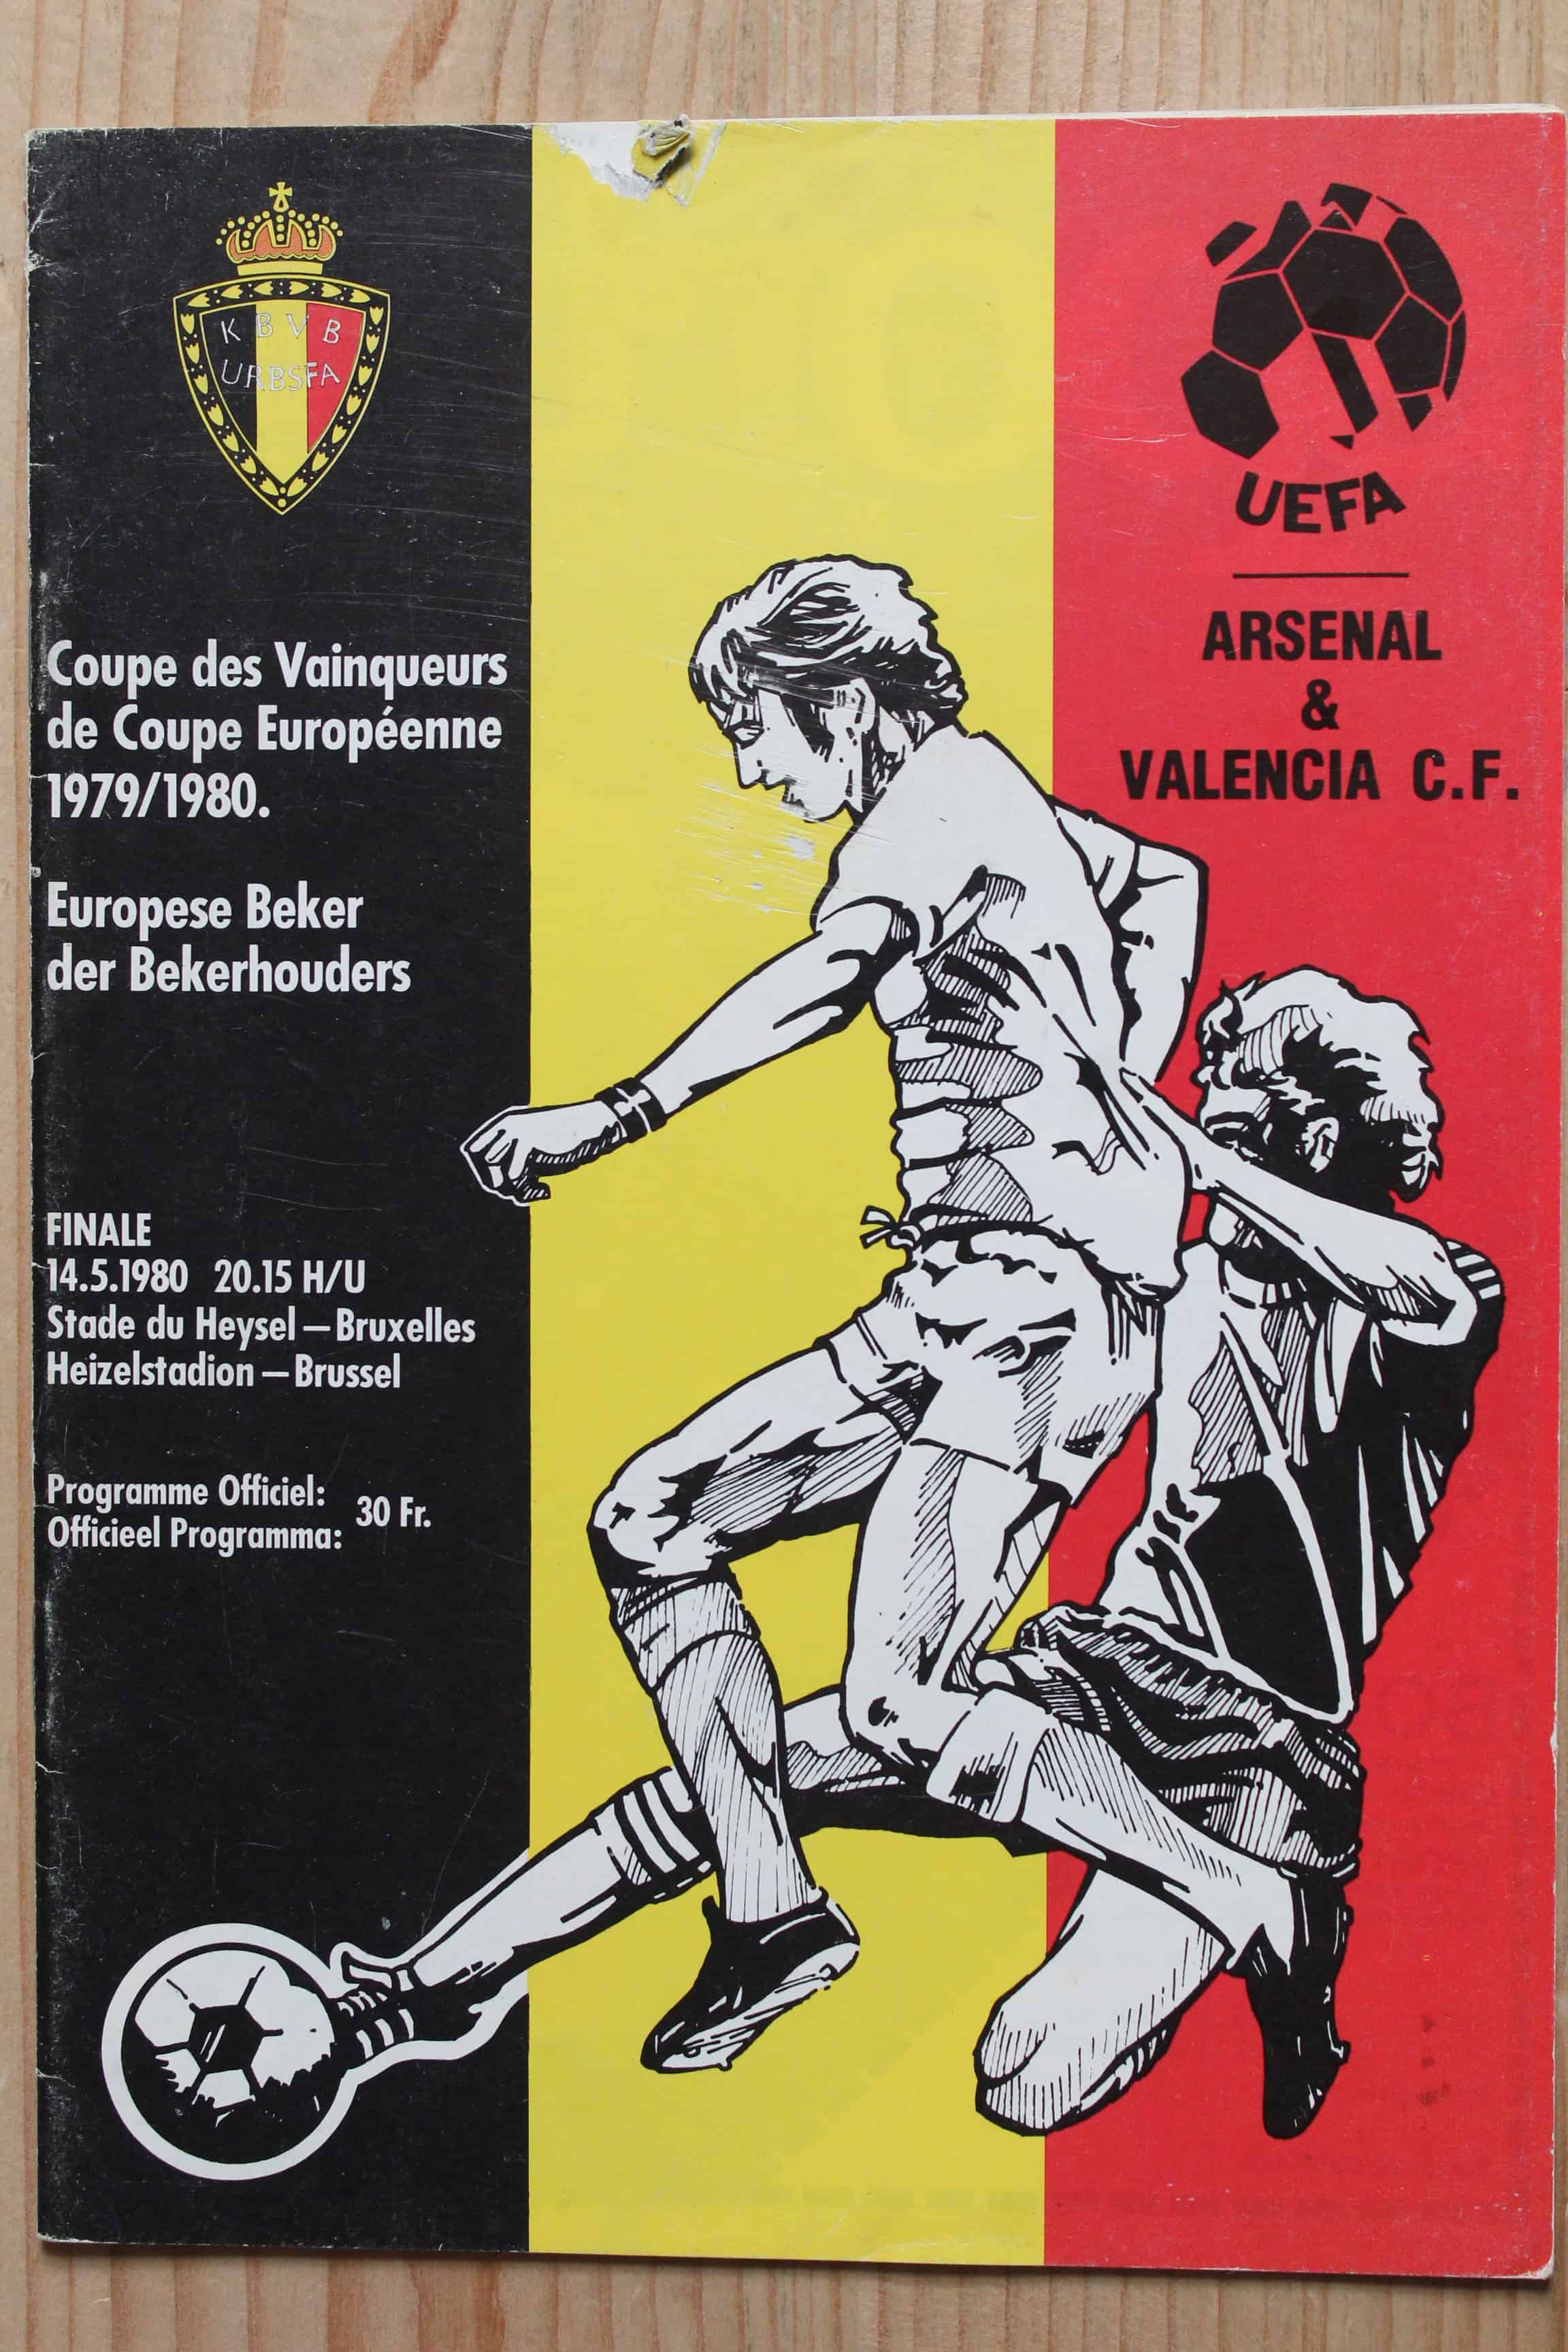 K B V B
URBSFA
Coupe des Vainqueurs
de Coupe Européenne
1979/1980.
Europese Beker
der Bekerhouders
FINALE
14.5.1980 20.15 H/U
Stade du Heysel – Bruxelles
Heizelstadion – Brussel
Programme Officiel:
Officieel Programma:
30 Fr.
UEFA
ARSENAL
&
VALENCIA C.F.